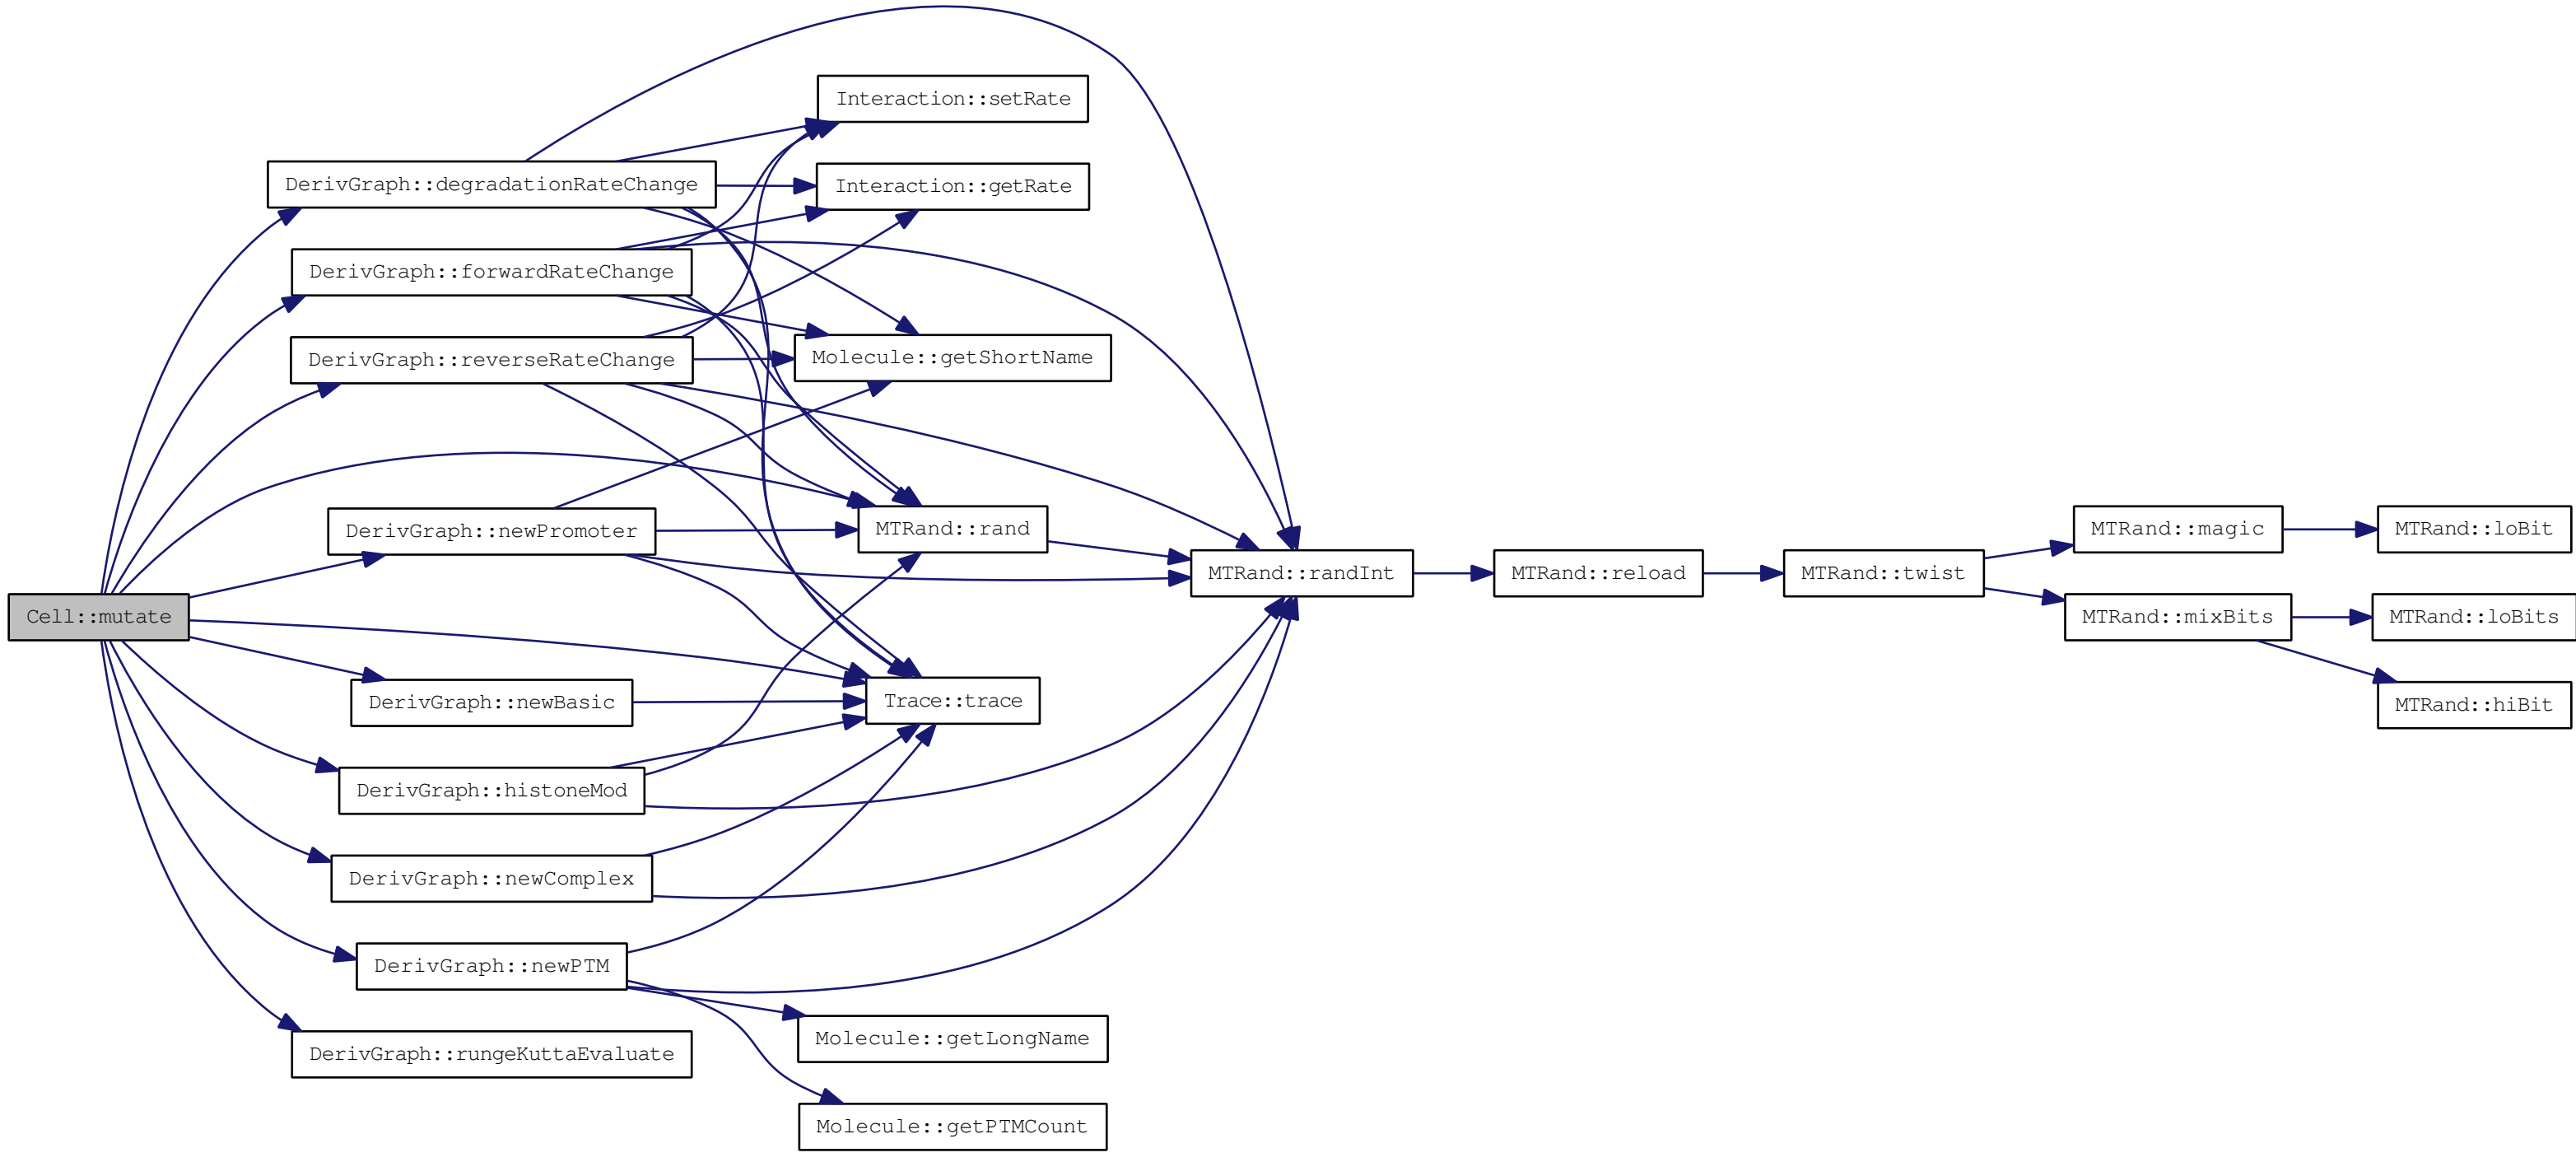 Interaction::setRate
DerivGraph::degradationRateChange
Interaction::getRate
DerivGraph::forwardRateChange
DerivGraph::reverseRateChange
Molecule::getShortName
DerivGraph::newPromoter
MTRand::rand
MTRand::magic
MTRand::loBit
MTRand::randInt
MTRand::reload
MTRand::twist
Cell::mutate
MTRand::mixBits
MTRand::loBits
DerivGraph::newBasic
Trace::trace
MTRand::hiBit
DerivGraph::histoneMod
DerivGraph::newComplex
DerivGraph::newPTM
Molecule::getLongName
DerivGraph::rungeKuttaEvaluate
Molecule::getPTMCount